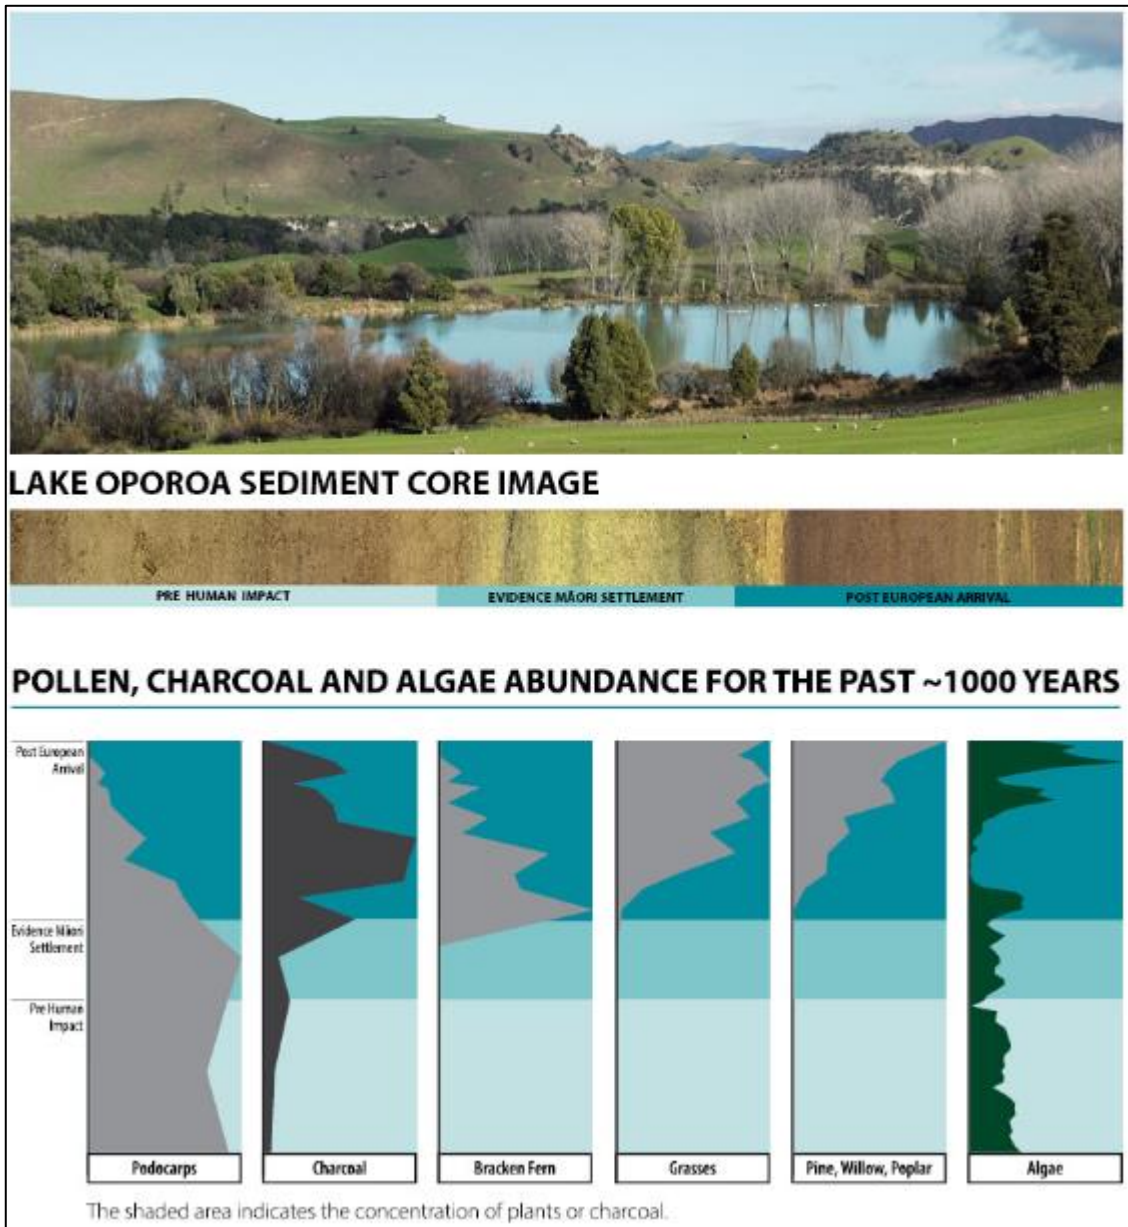 LAKE OPOROA SEDIMENT CORE IMAGE
PRE HUMAN IMPACT
EVIDENCE MĀORI SETTLEMENT
POST EUROPEAN ARRIVAL
POLLEN, CHARCOAL AND ALGAE ABUNDANCE FOR THE PAST ~1000 YEARS
Post European
Arrival
Evidence Māori
Settlement
Pre Human
Impact
Podocarps
Charcoal
Bracken Fern
Grasses
Pine, Willow, Poplar
Algae
The shaded area indicates the concentration of plants or charcoal.